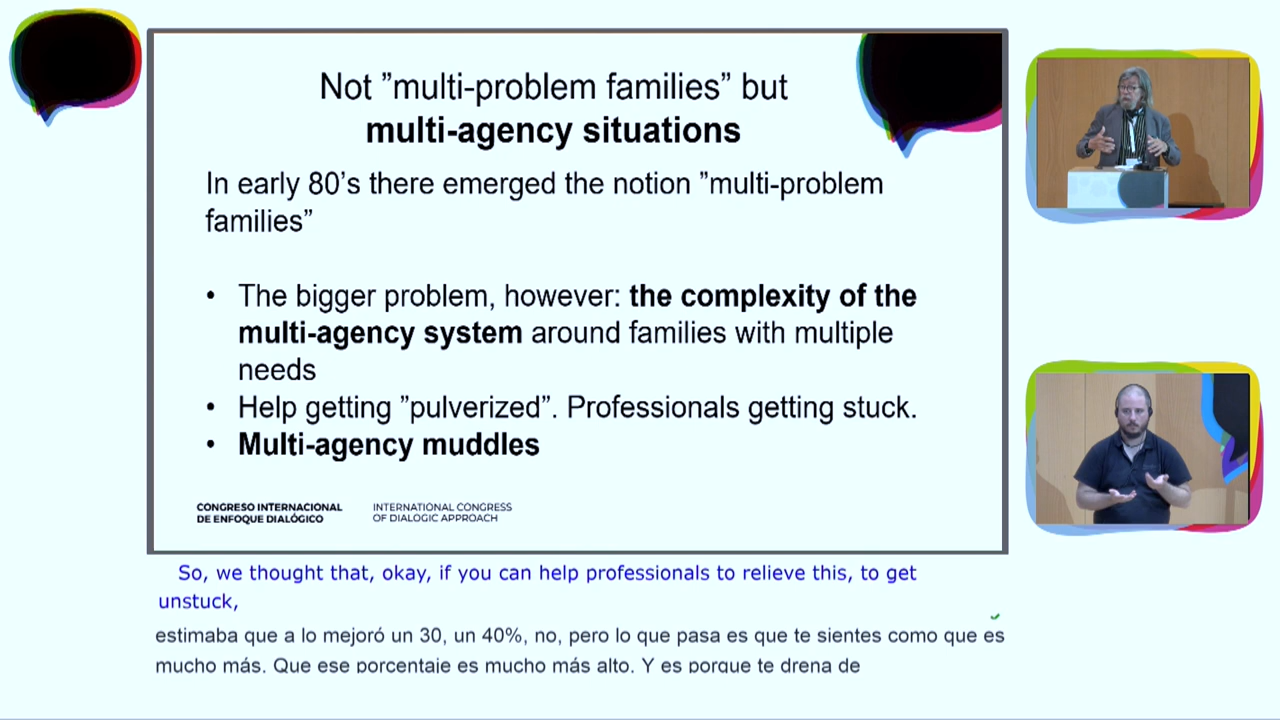 Not ”multi-problem families” but
multi-agency situations
In early 80’s there emerged the notion ”multi-problem
families”
• The bigger problem, however: the complexity of the
multi-agency system around families with multiple
needs
• Help getting ”pulverized”. Professionals getting stuck.
• Multi-agency muddles
CONGRESO INTERNACIONAL
DE ENFOQUE DIALÓGICO
INTERNATIONAL CONGRESS
OF DIALOGIC APPROACH
So, we thought that, okay, if you can help professionals to relieve this, to get
unstuck,
estimaba que a lo mejoró un 30, un 40%, no, pero lo que pasa es que te sientes como que es
mucho más. Que ese porcentaje es mucho más alto. Y es porque te drena de